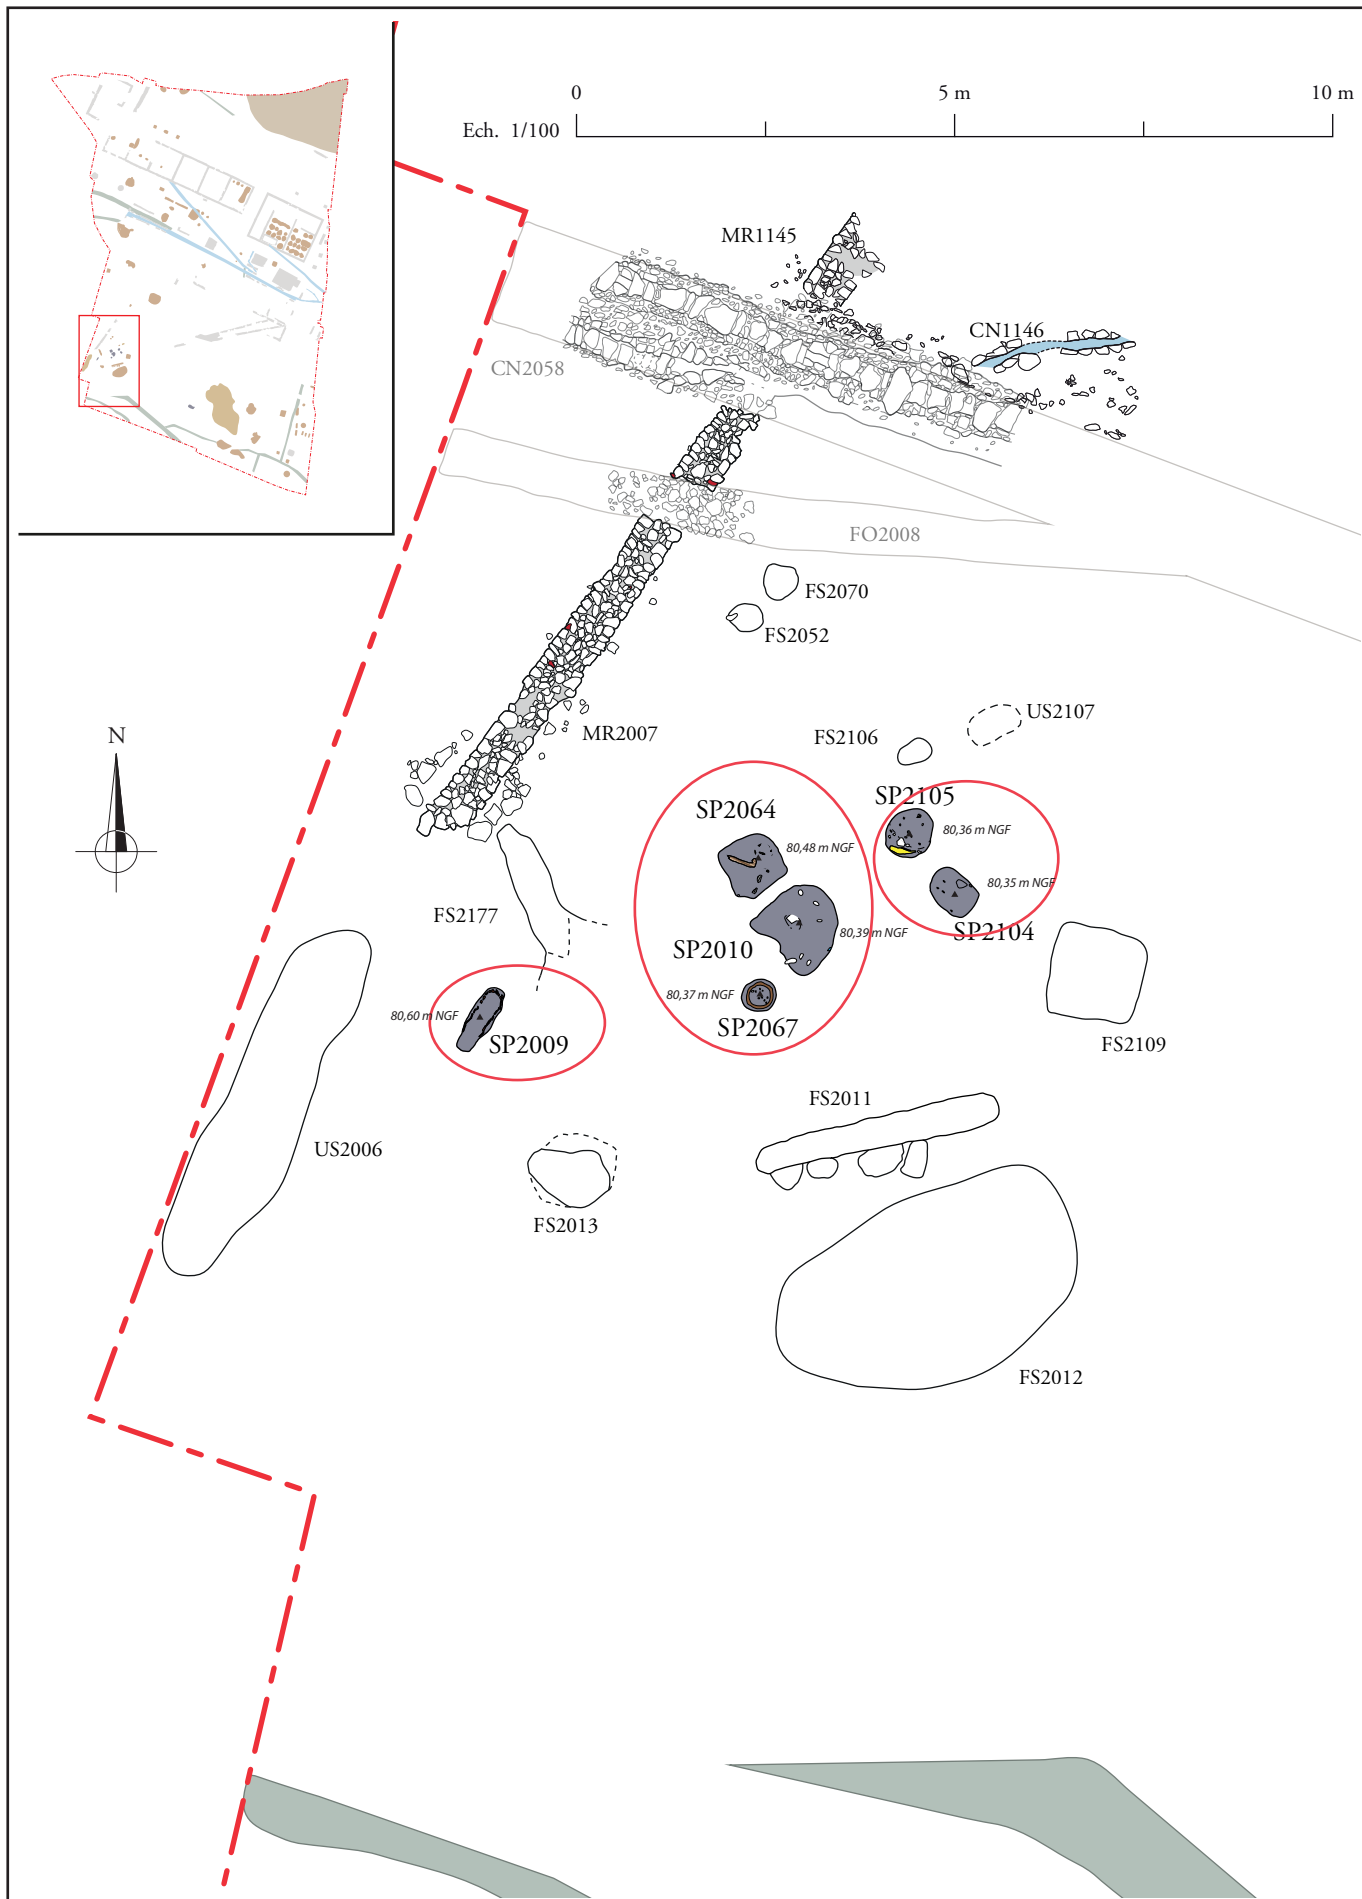 0 5 m 10 m
Ech. 1/100
MR1145
CN1146
CN2058
FO2008
FS2070
FS2052
US2107
MR2007
FS2106
N
SP2064
SP2105
80,36 m NGF
80,48 m NGF
80,35 m NGF
FS2177
SP2010
80,39 m NGF
SP2104
80,37 m NGF
80,60 m NGF
SP2067
SP2009
FS2109
FS2011
US2006
FS2013
FS2012